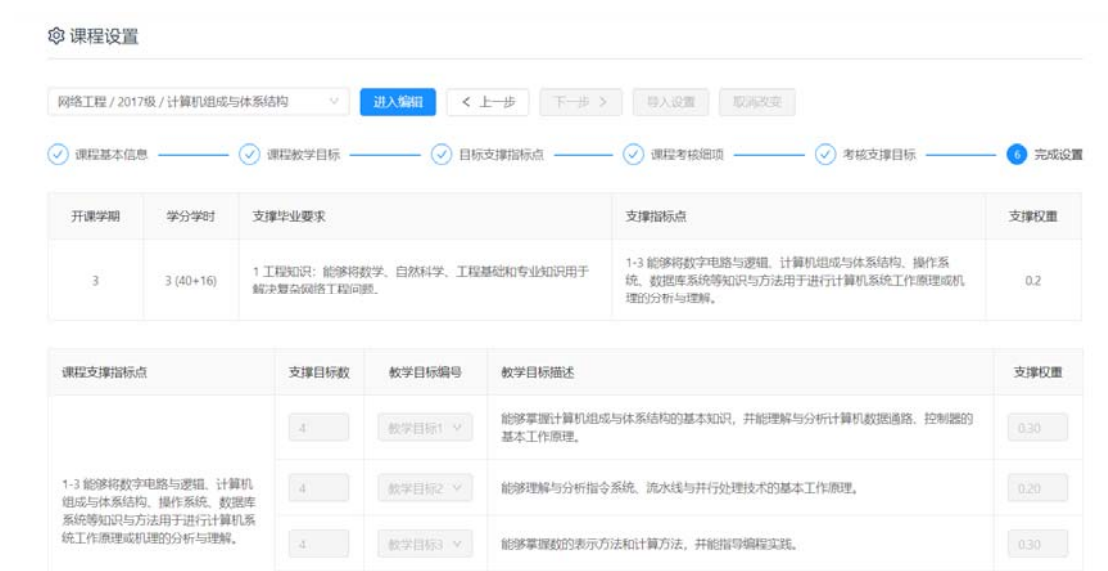 课程设置
网络工程 / 2017级 / 计算机组成与体系结构 进入编辑 < 上一步 下一步 > 导入设置 取消改变
课程基本信息 课程教学目标 目标支撑指标点 课程考核细项 考核支撑目标 6 完成设置
开课学期 学分学时 支撑毕业要求 支撑指标点 支撑权重
3 3 (40+16) 1 工程知识：能够将数学、自然科学、工程基础和专业知识用于
解决复杂网络工程问题。
1-3 能够将数字电路与逻辑、计算机组成与体系结构、操作系
统、数据库系统等知识与方法用于进行计算机系统工作原理或机
理的分析与理解。
0.2
课程支撑指标点 支撑目标数 教学目标编号 教学目标描述 支撑权重
1-3 能够将数字电路与逻辑、计算机
组成与体系结构、操作系统、数据库
系统等知识与方法用于进行计算机系
统工作原理或机理的分析与理解。
4 教学目标1 能够掌握计算机组成与体系结构的基本知识，并能理解与分析计算机数据通路、控制器的
基本工作原理。
0.30
4 教学目标2 能够理解与分析指令系统、流水线与并行处理技术的基本工作原理。 0.20
4 教学目标3 能够掌握数的表示方法和计算方法，并能指导编程实践。 0.30